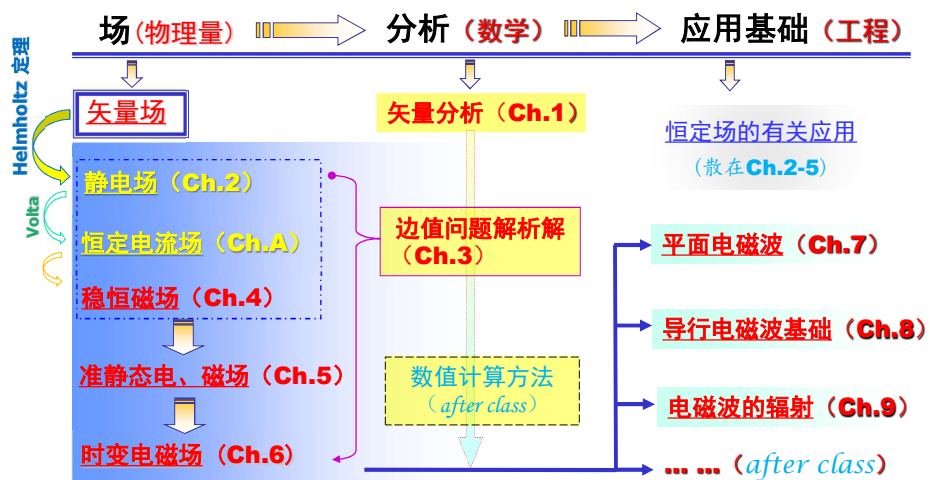 场(物理量)
分析(数学)
应用基础(工程)
Helmholtz 定理
矢量场
矢量分析（Ch.1）
恒定场的有关应用
(散在Ch.2-5)
静电场（Ch.2）
Volta
恒定电流场（Ch.A）
稳恒磁场（Ch.4）
边值问题解析解
（Ch.3）
平面电磁波（Ch.7）
导行电磁波基础（Ch.8）
准静态电、磁场（Ch.5）
数值计算方法
（after class）
电磁波的辐射（Ch.9）
时变电磁场（Ch.6)
... ...（after class）